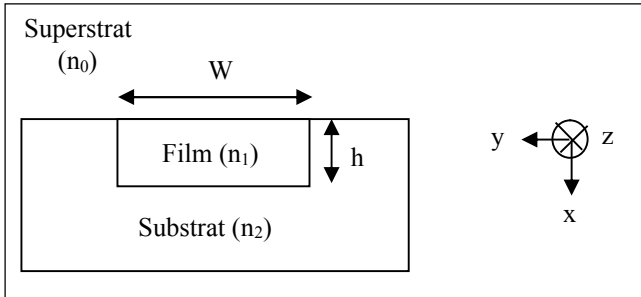 Superstrat
(n₀)
W
Film (n₁)
h
y
z
x
Substrat (n₂)